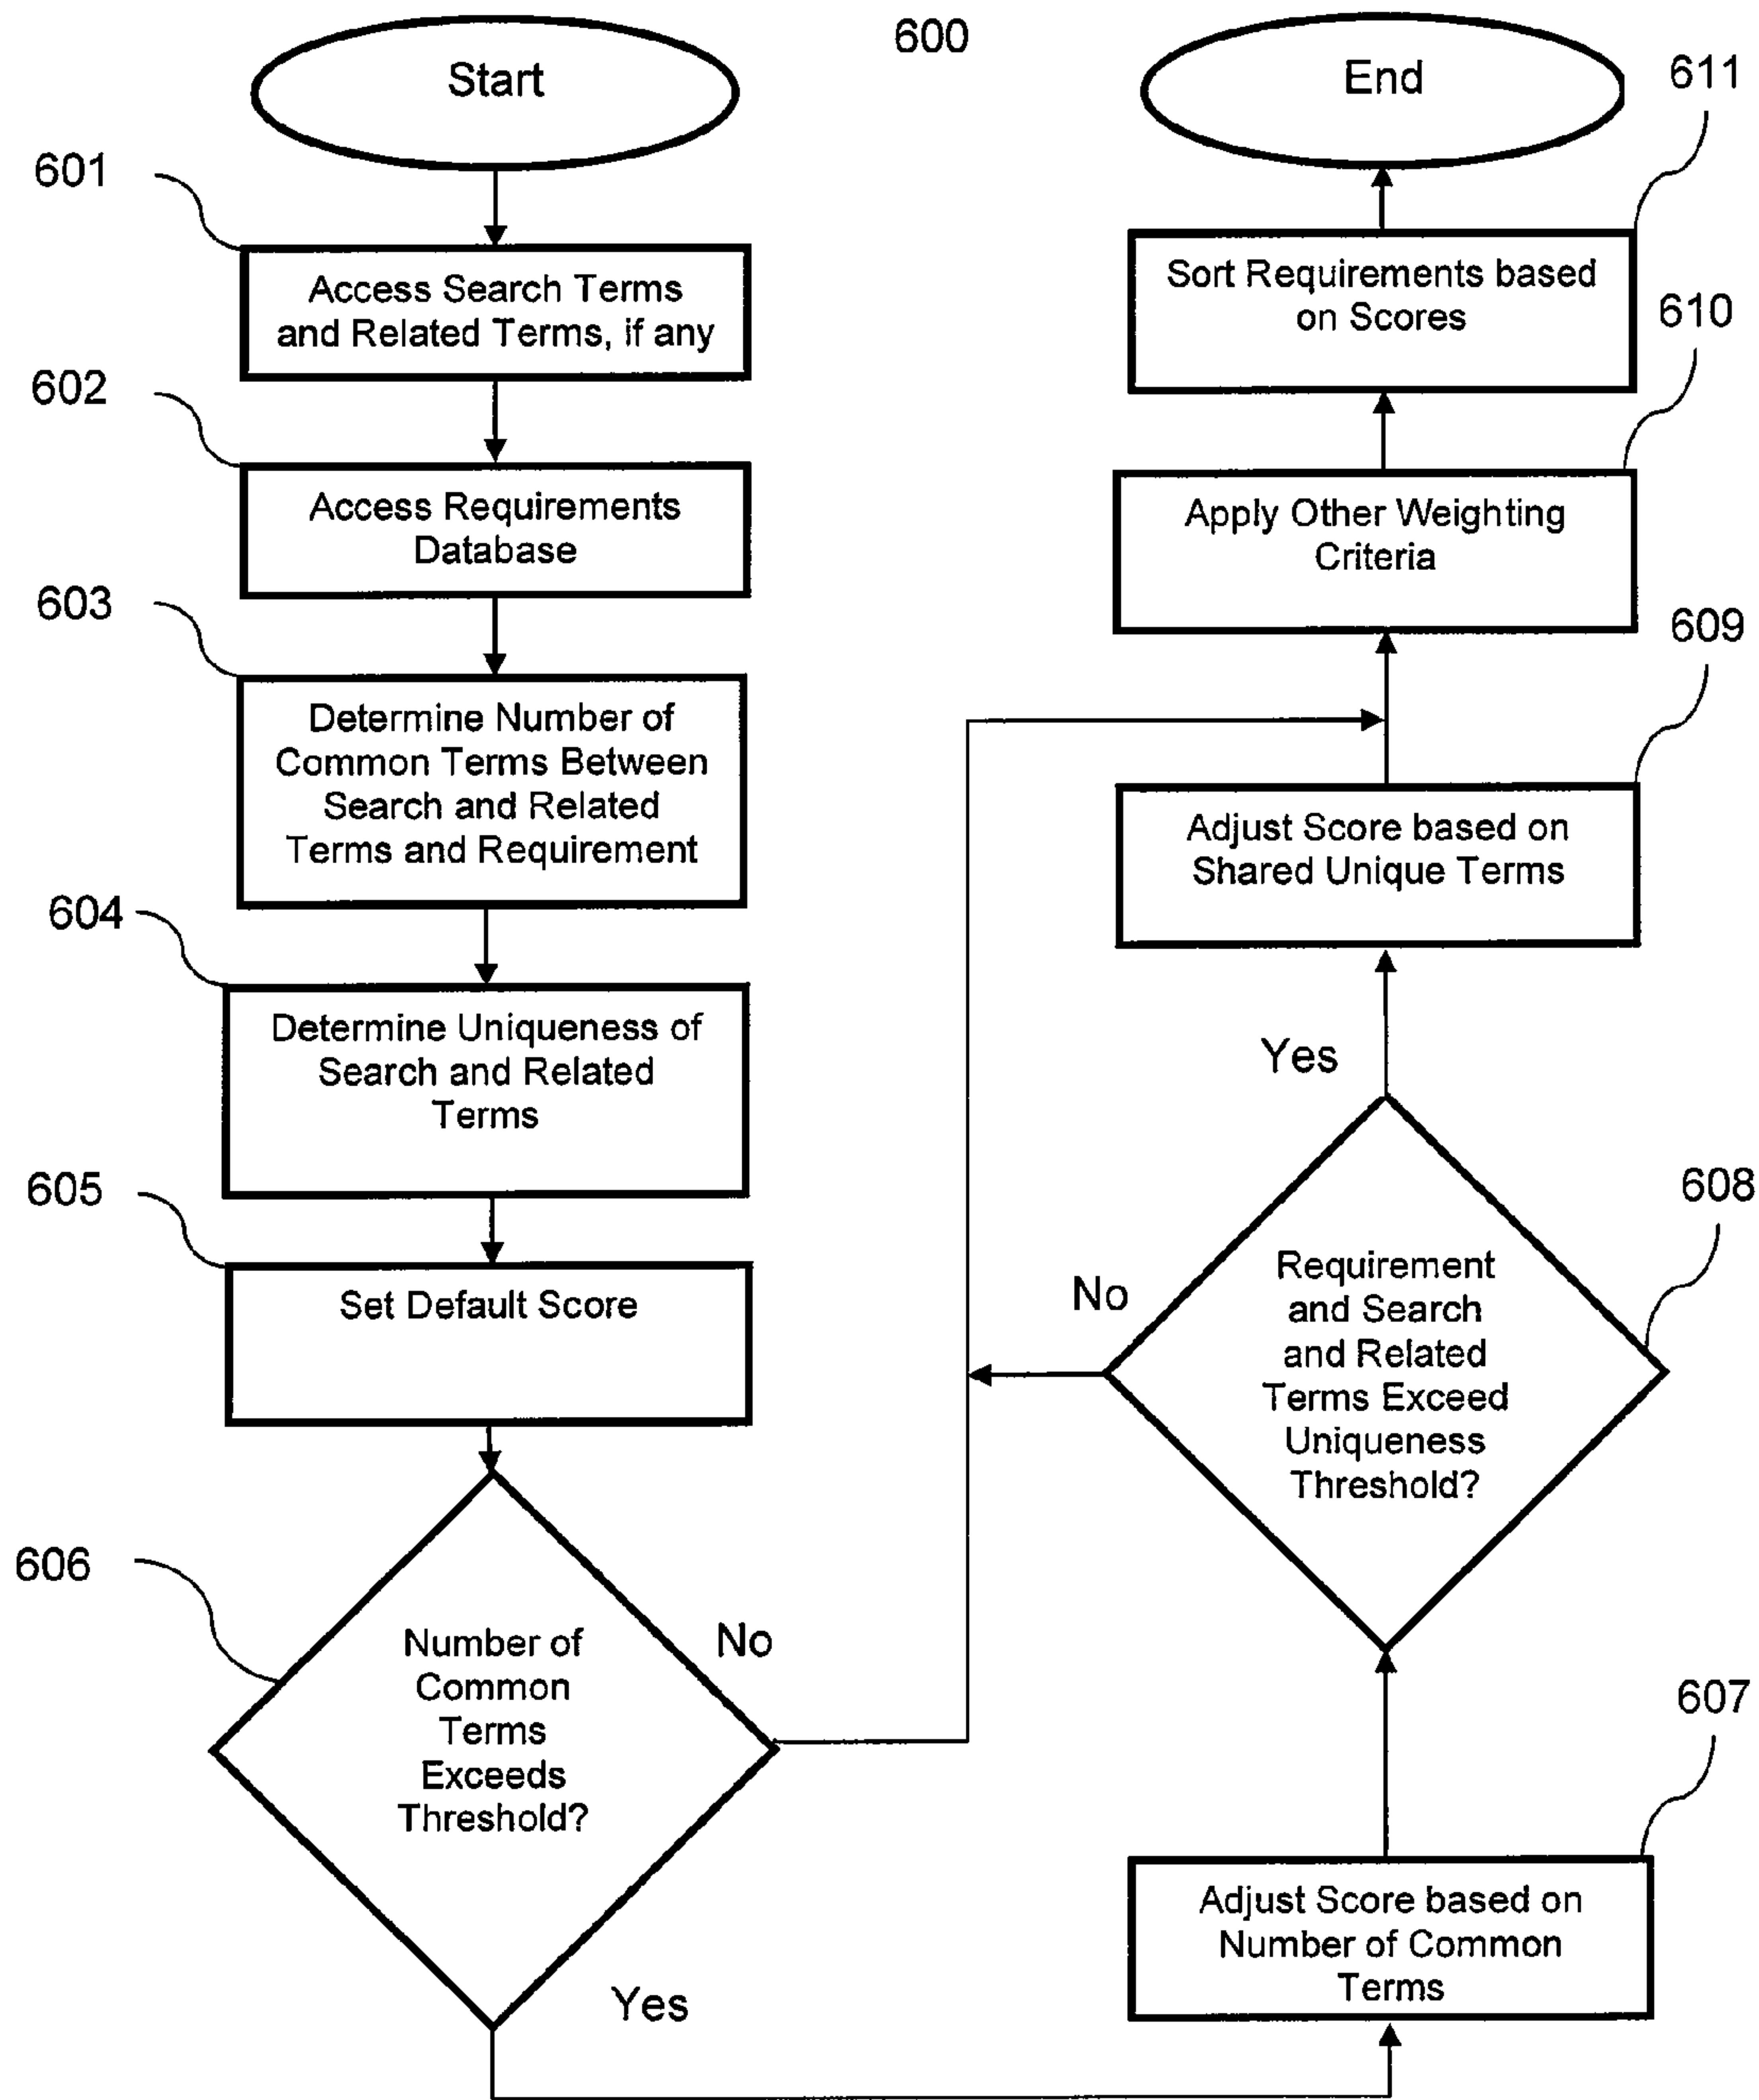 600
Start
601
Access Search Terms
and Related Terms, if any
602
Access Requirements
Database
603
Determine Number of
Common Terms Between
Search and Related
Terms and Requirement
604
Determine Uniqueness of
Search and Related
Terms
605
Set Default Score
606
Number of
Common
Terms
Exceeds
Threshold?
No
Yes
607
Adjust Score based on
Number of Common
Terms
608
Requirement
and Search
and Related
Terms Exceed
Uniqueness
Threshold?
No
Yes
609
Adjust Score based on
Shared Unique Terms
610
Apply Other Weighting
Criteria
611
Sort Requirements based
on Scores
End